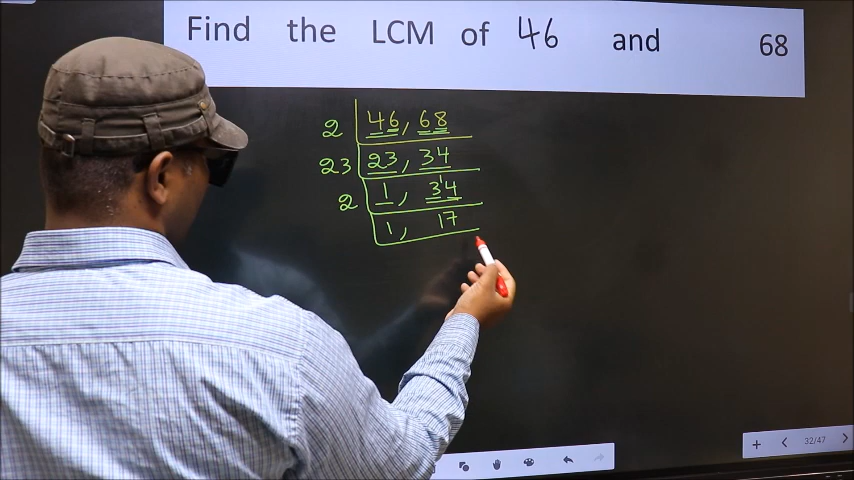 Find the LCM of 46 and 68
2 46, 68
23 23, 34
2 1, 3¹4
1, 17
32/47